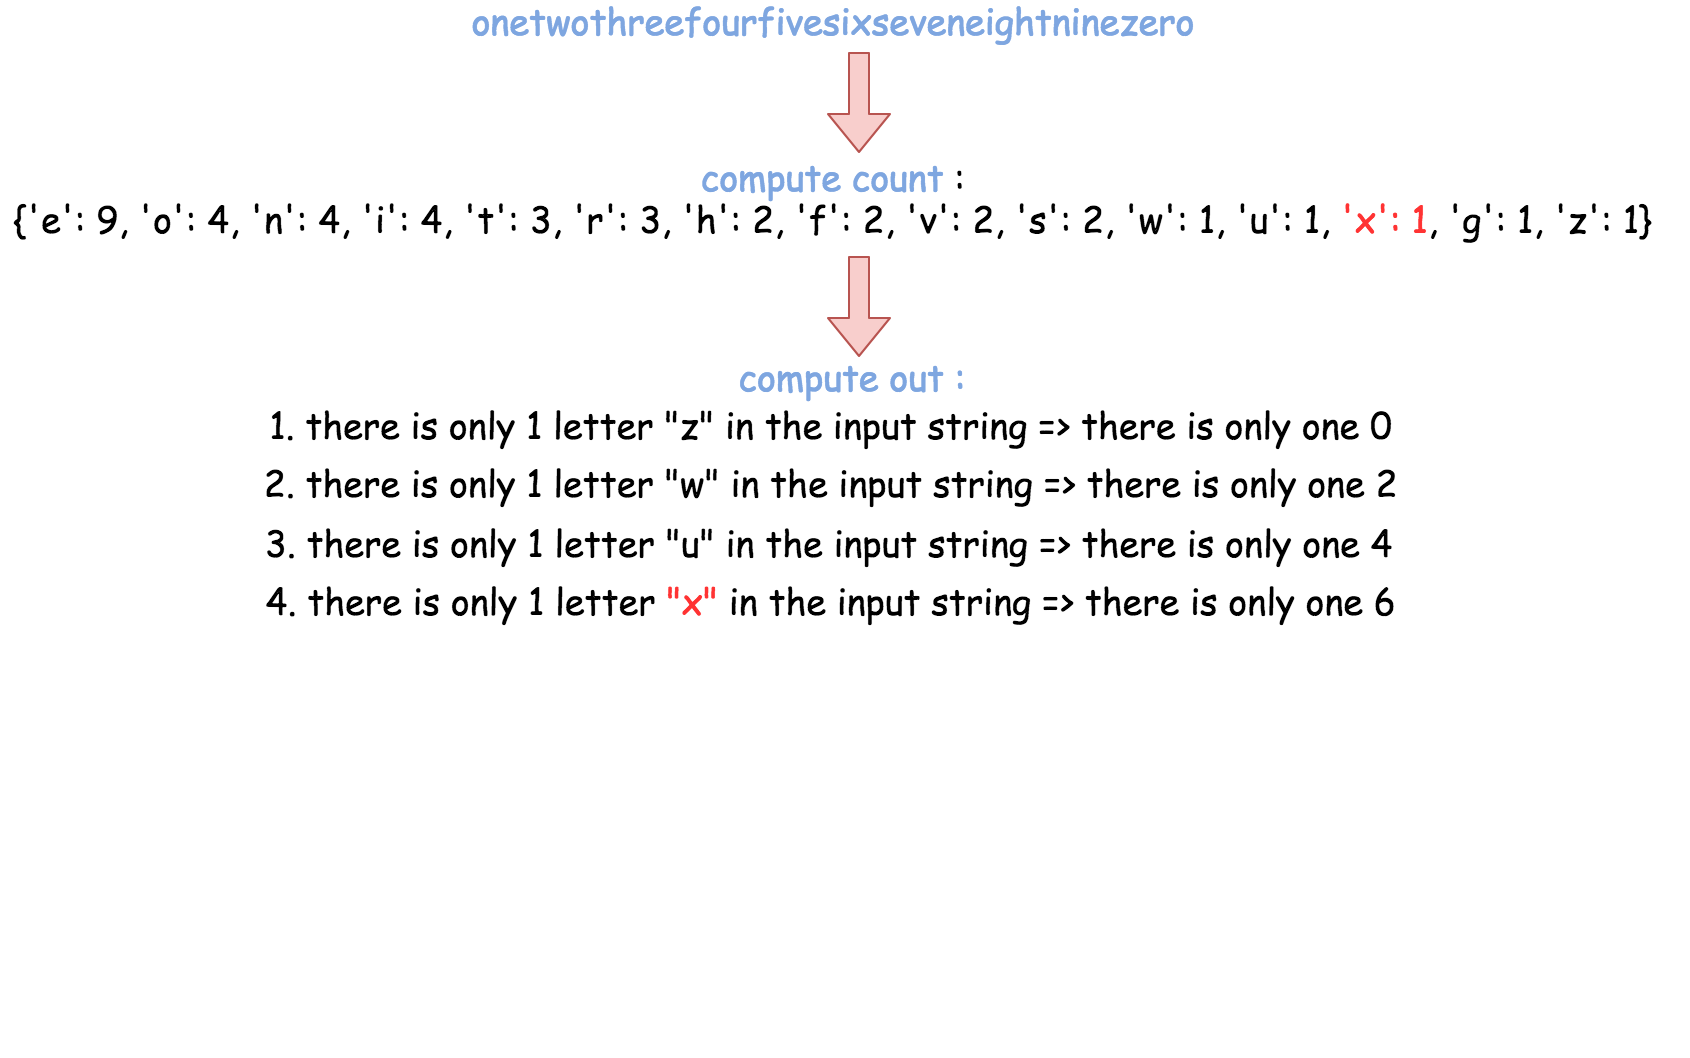 onetwothreefourfivesixseveneightninezero
compute count :
{'e': 9, 'o': 4, 'n': 4, 'i': 4, 't': 3, 'r': 3, 'h': 2, 'f': 2, 'v': 2, 's': 2, 'w': 1, 'u': 1, 'x': 1, 'g': 1, 'z': 1}
compute out :
1. there is only 1 letter "z" in the input string => there is only one 0
2. there is only 1 letter "w" in the input string => there is only one 2
3. there is only 1 letter "u" in the input string => there is only one 4
4. there is only 1 letter "x" in the input string => there is only one 6